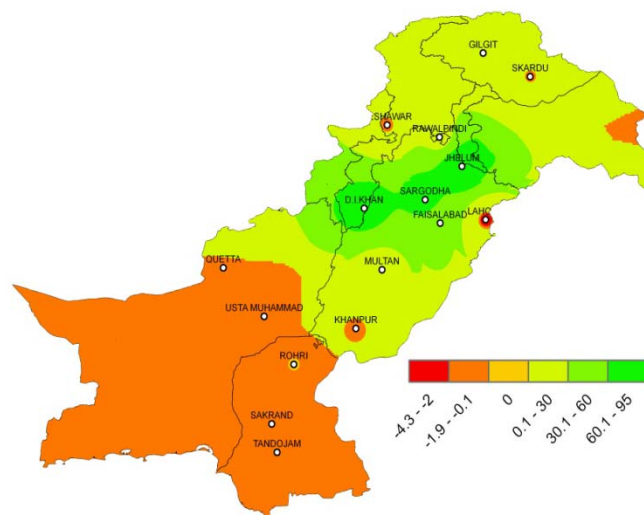 GILGIT
SKARDU
SHAWAR
RAWALPINDI
JHELUM
D.I.KHAN
SARGODHA
FAISALABAD
LAHO
QUETTA
MULTAN
USTA MUHAMMAD
KHANPUR
ROHRI
SAKRAND
TANDOJAM
-4.3 - -2
-1.9 - -0.1
0
0.1 - 30
30.1 - 60
60.1 - 95